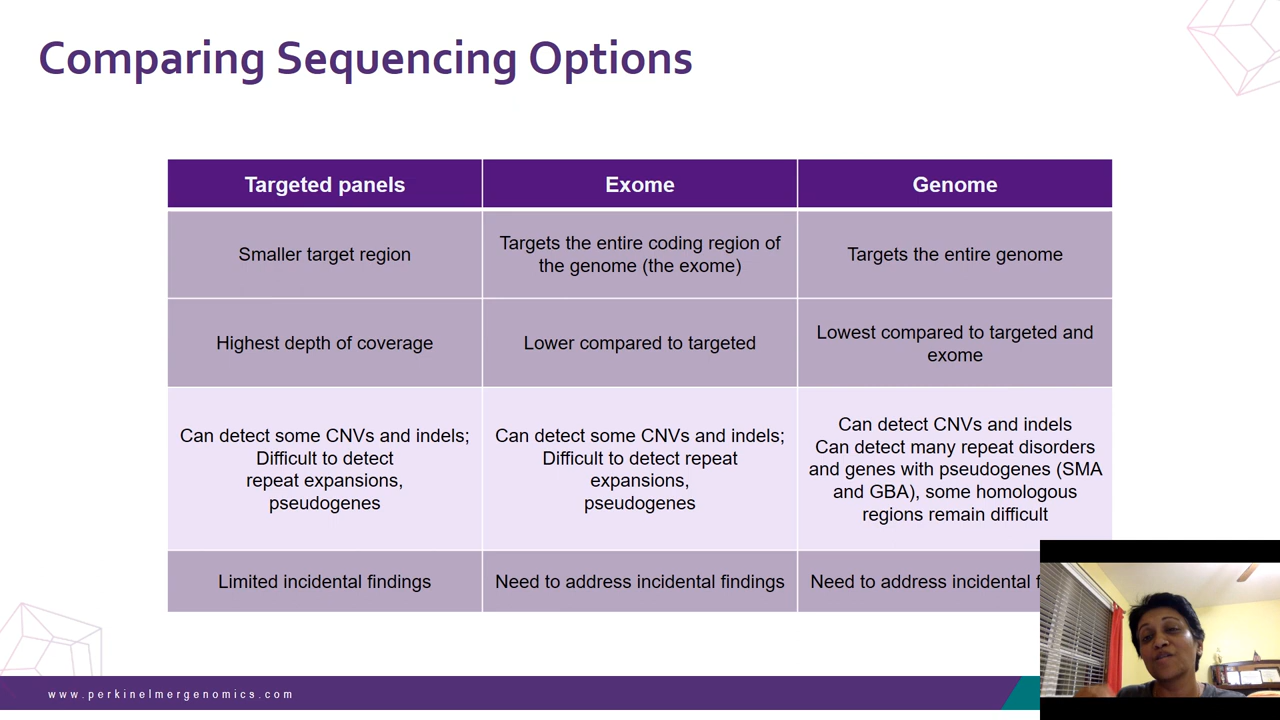 Comparing Sequencing Options
Targeted panels
Exome
Genome
Smaller target region
Targets the entire coding region of
the genome (the exome)
Targets the entire genome
Highest depth of coverage
Lower compared to targeted
Lowest compared to targeted and
exome
Can detect some CNVs and indels;
Difficult to detect
repeat expansions,
pseudogenes
Can detect some CNVs and indels;
Difficult to detect repeat
expansions,
pseudogenes
Can detect CNVs and indels
Can detect many repeat disorders
and genes with pseudogenes (SMA
and GBA), some homologous
regions remain difficult
Limited incidental findings
Need to address incidental findings
Need to address incidental
www.perkinelmergenomics.com